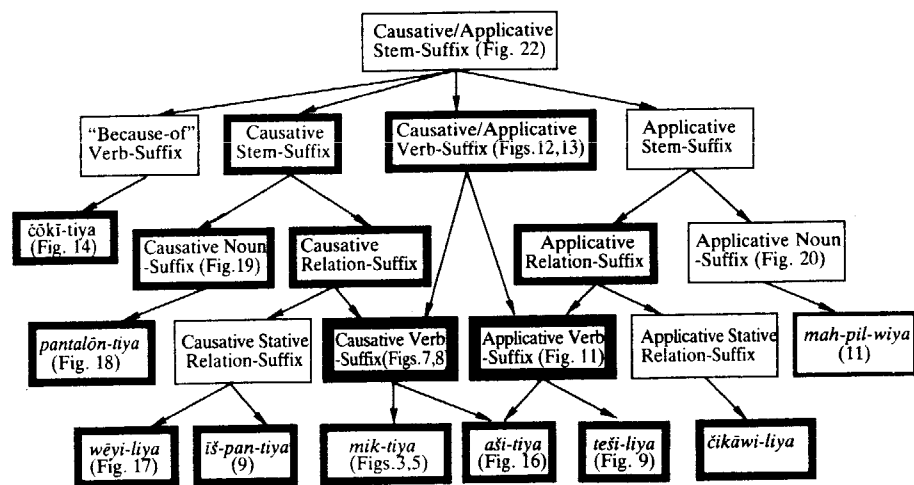 Causative/Applicative
Stem-Suffix (Fig. 22)
“Because-of”
Verb-Suffix
Causative
Stem-Suffix
Causative/Applicative
Verb-Suffix (Figs.12,13)
Applicative
Stem-Suffix
čōkī-tiya
(Fig. 14)
Causative Noun
-Suffix (Fig.19)
Causative
Relation-Suffix
Applicative
Relation-Suffix
Applicative Noun
-Suffix (Fig. 20)
pantalōn-tiya
(Fig. 18)
Causative Stative
Relation-Suffix
Causative Verb
-Suffix(Figs.7,8)
Applicative Verb
-Suffix (Fig. 11)
Applicative Stative
Relation-Suffix
mah-pil-wiya
(11)
wēyi-liya
(Fig. 17)
īš-pan-tiya
(9)
mik-tiya
(Figs.3,5)
aši-tiya
(Fig. 16)
teši-liya
(Fig. 9)
čikāwi-liya